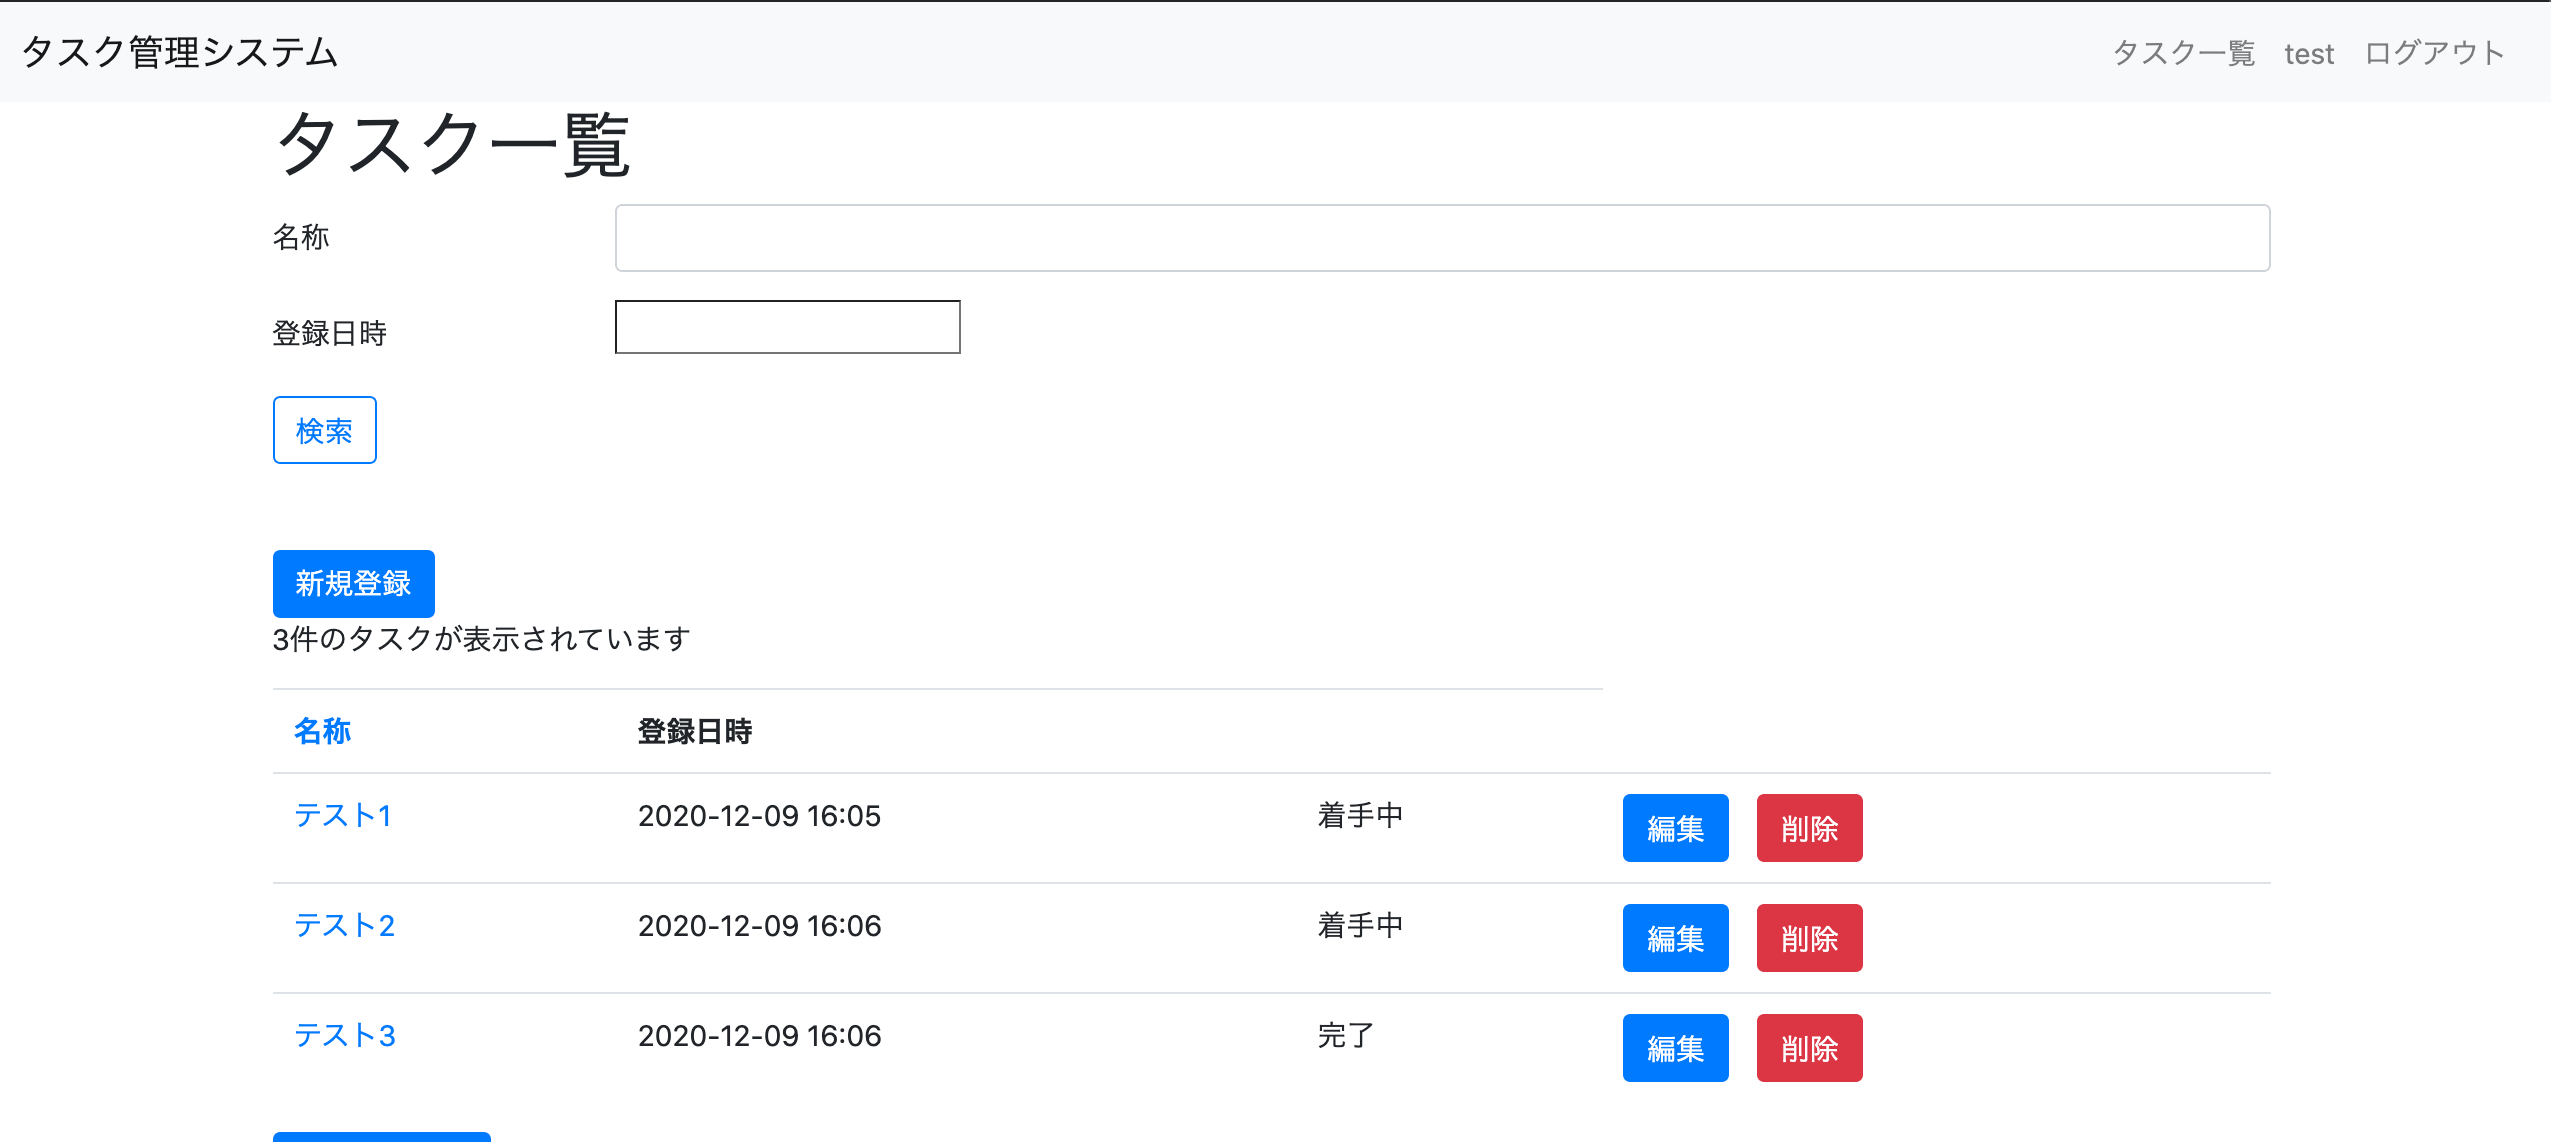 タスク管理システム
タスク一覧 test ログアウト
タスク一覧
名称
登録日時
検索
新規登録
3件のタスクが表示されています
名称 登録日時
テスト1 2020-12-09 16:05 着手中 編集 削除
テスト2 2020-12-09 16:06 着手中 編集 削除
テスト3 2020-12-09 16:06 完了 編集 削除